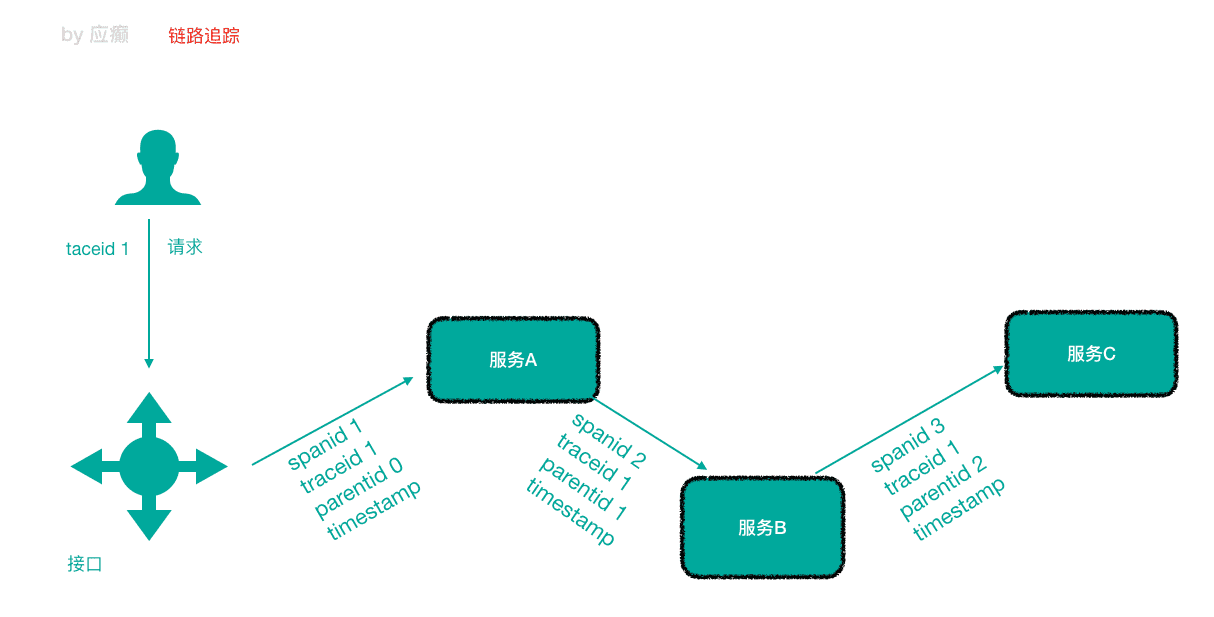 by 应癫
链路追踪
taceid 1
请求
接口
spanid 1
traceid 1
parentid 0
timestamp
服务A
spanid 2
traceid 1
parentid 1
timestamp
服务B
spanid 3
traceid 1
parentid 2
timestamp
服务C